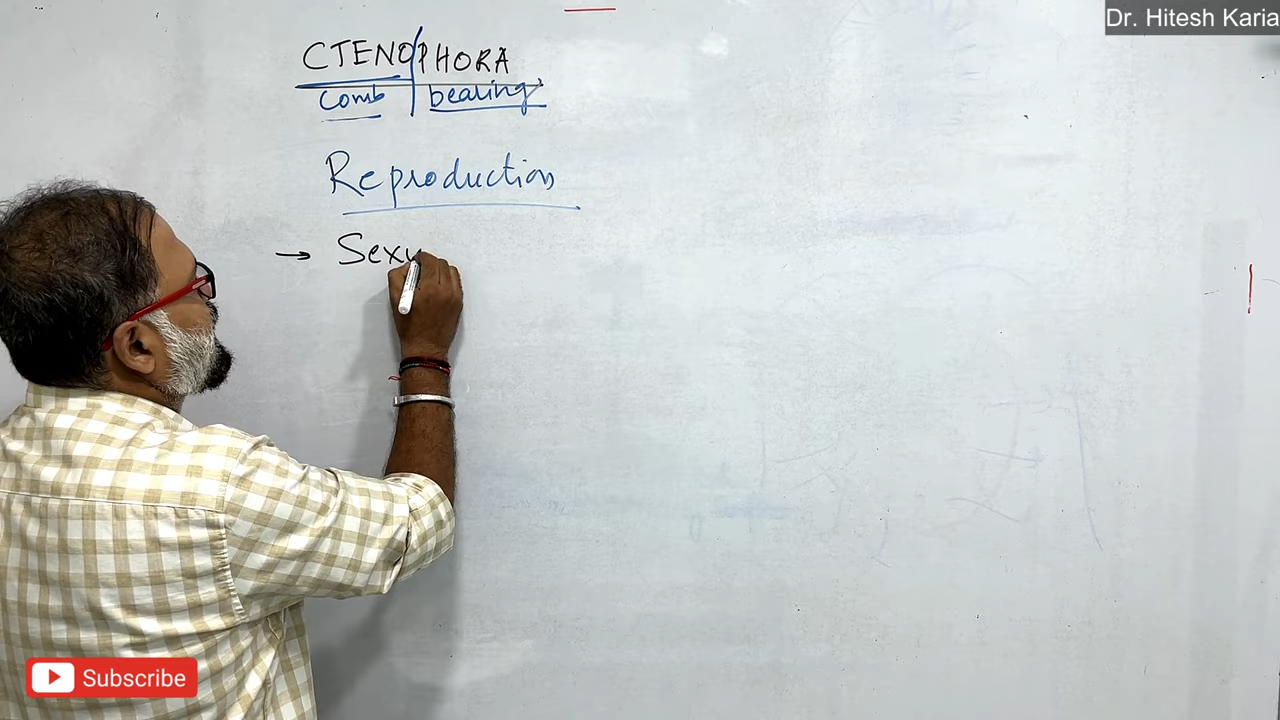 Dr. Hitesh Karia
CTENOPHORA
comb bearing
Reproduction
→ Sexu
Subscribe